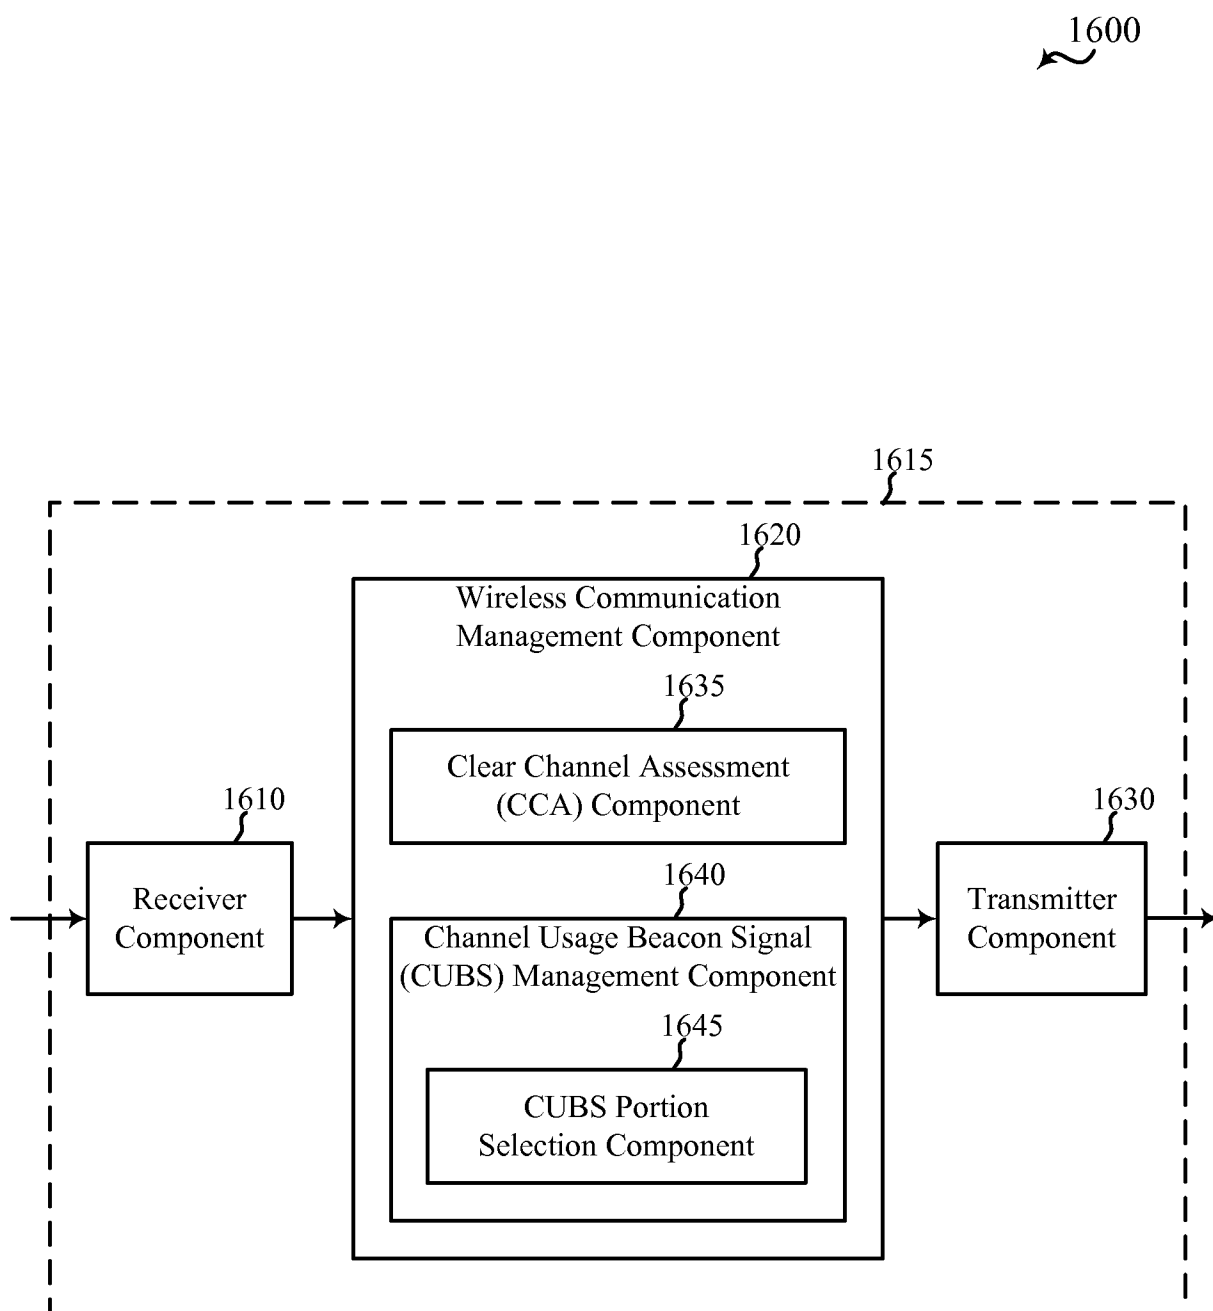 1600
1615
1620
Wireless Communication
Management Component
1635
Clear Channel Assessment
(CCA) Component
1610
Receiver
Component
1630
Transmitter
Component
1640
Channel Usage Beacon Signal
(CUBS) Management Component
1645
CUBS Portion
Selection Component